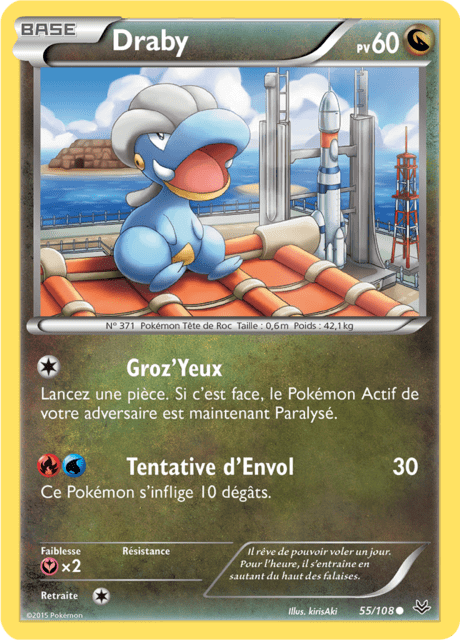 BASE
Draby
PV60
N° 371 Pokémon Tête de Roc Taille : 0,6m Poids : 42,1kg
Groz'Yeux
Lancez une pièce. Si c'est face, le Pokémon Actif de
votre adversaire est maintenant Paralysé.
Tentative d'Envol 30
Ce Pokémon s'inflige 10 dégâts.
Faiblesse Résistance
×2
Retraite
Il rêve de pouvoir voler un jour.
Pour l'heure, il s'entraîne en
sautant du haut des falaises.
©2015 Pokémon
Illus. kirisAki
55/108